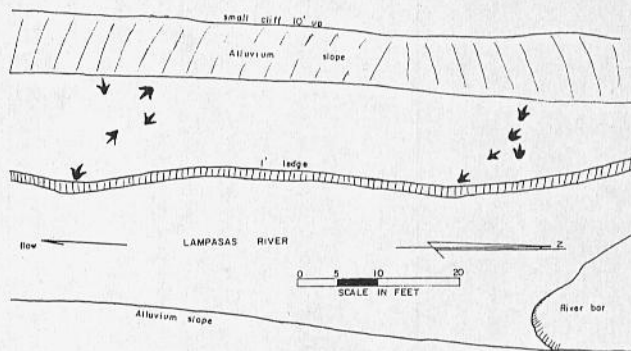 small cliff 10' up
Alluvium slope
1' ledge
flow
LAMPASAS RIVER
N
0 5 10 20
SCALE IN FEET
River bar
Alluvium slope